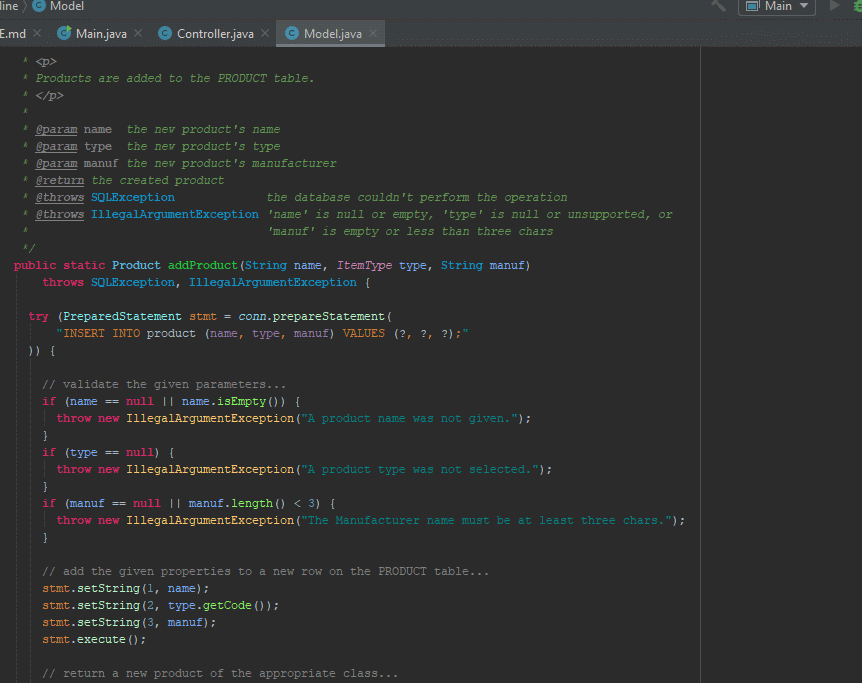 line Model
Main
E.md Main.java Controller.java Model.java
* <p>
* Products are added to the PRODUCT table.
* </p>
*
* @param name the new product's name
* @param type the new product's type
* @param manuf the new product's manufacturer
* @return the created product
* @throws SQLException the database couldn't perform the operation
* @throws IllegalArgumentException 'name' is null or empty, 'type' is null or unsupported, or
* 'manuf' is empty or less than three chars
*/
public static Product addProduct(String name, ItemType type, String manuf)
throws SQLException, IllegalArgumentException {
try (PreparedStatement stmt = conn.prepareStatement(
"INSERT INTO product (name, type, manuf) VALUES (?, ?, ?);"
)) {
// validate the given parameters...
if (name == null || name.isEmpty()) {
throw new IllegalArgumentException("A product name was not given.");
}
if (type == null) {
throw new IllegalArgumentException("A product type was not selected.");
}
if (manuf == null || manuf.length() < 3) {
throw new IllegalArgumentException("The Manufacturer name must be at least three chars.");
}
// add the given properties to a new row on the PRODUCT table...
stmt.setString(1, name);
stmt.setString(2, type.getCode());
stmt.setString(3, manuf);
stmt.execute();
// return a new product of the appropriate class...